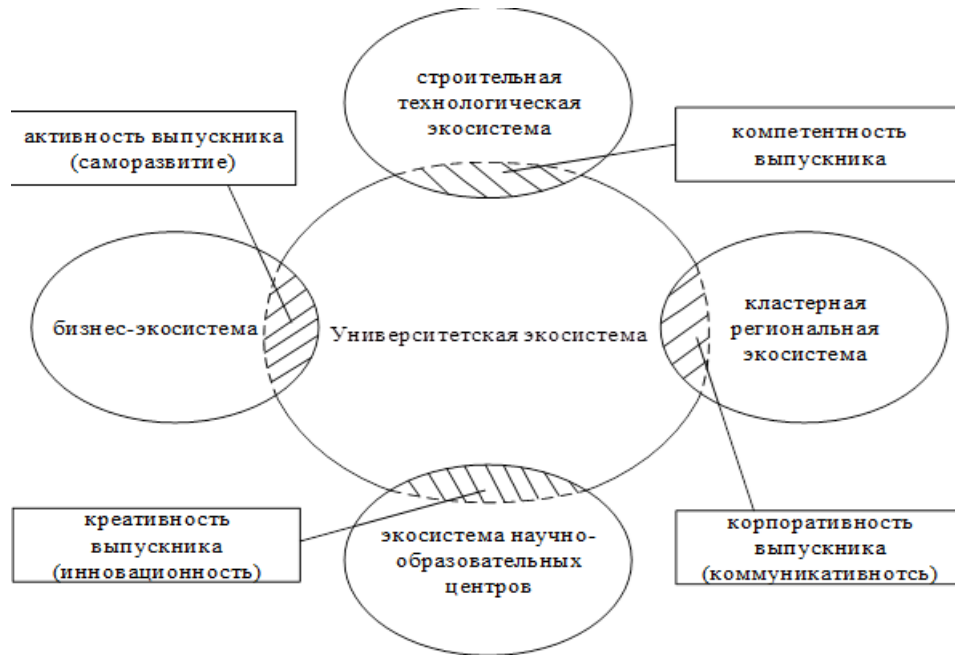 строительная
технологическая
экосистема
активность выпускника
(саморазвитие)
компетентность
выпускника
бизнес-экосистема
Университетская экосистема
кластерная
региональная
экосистема
креативность
выпускника
(инновационность)
экосистема научно-
образовательных
центров
корпоративность
выпускника
(коммуникативнотсь)